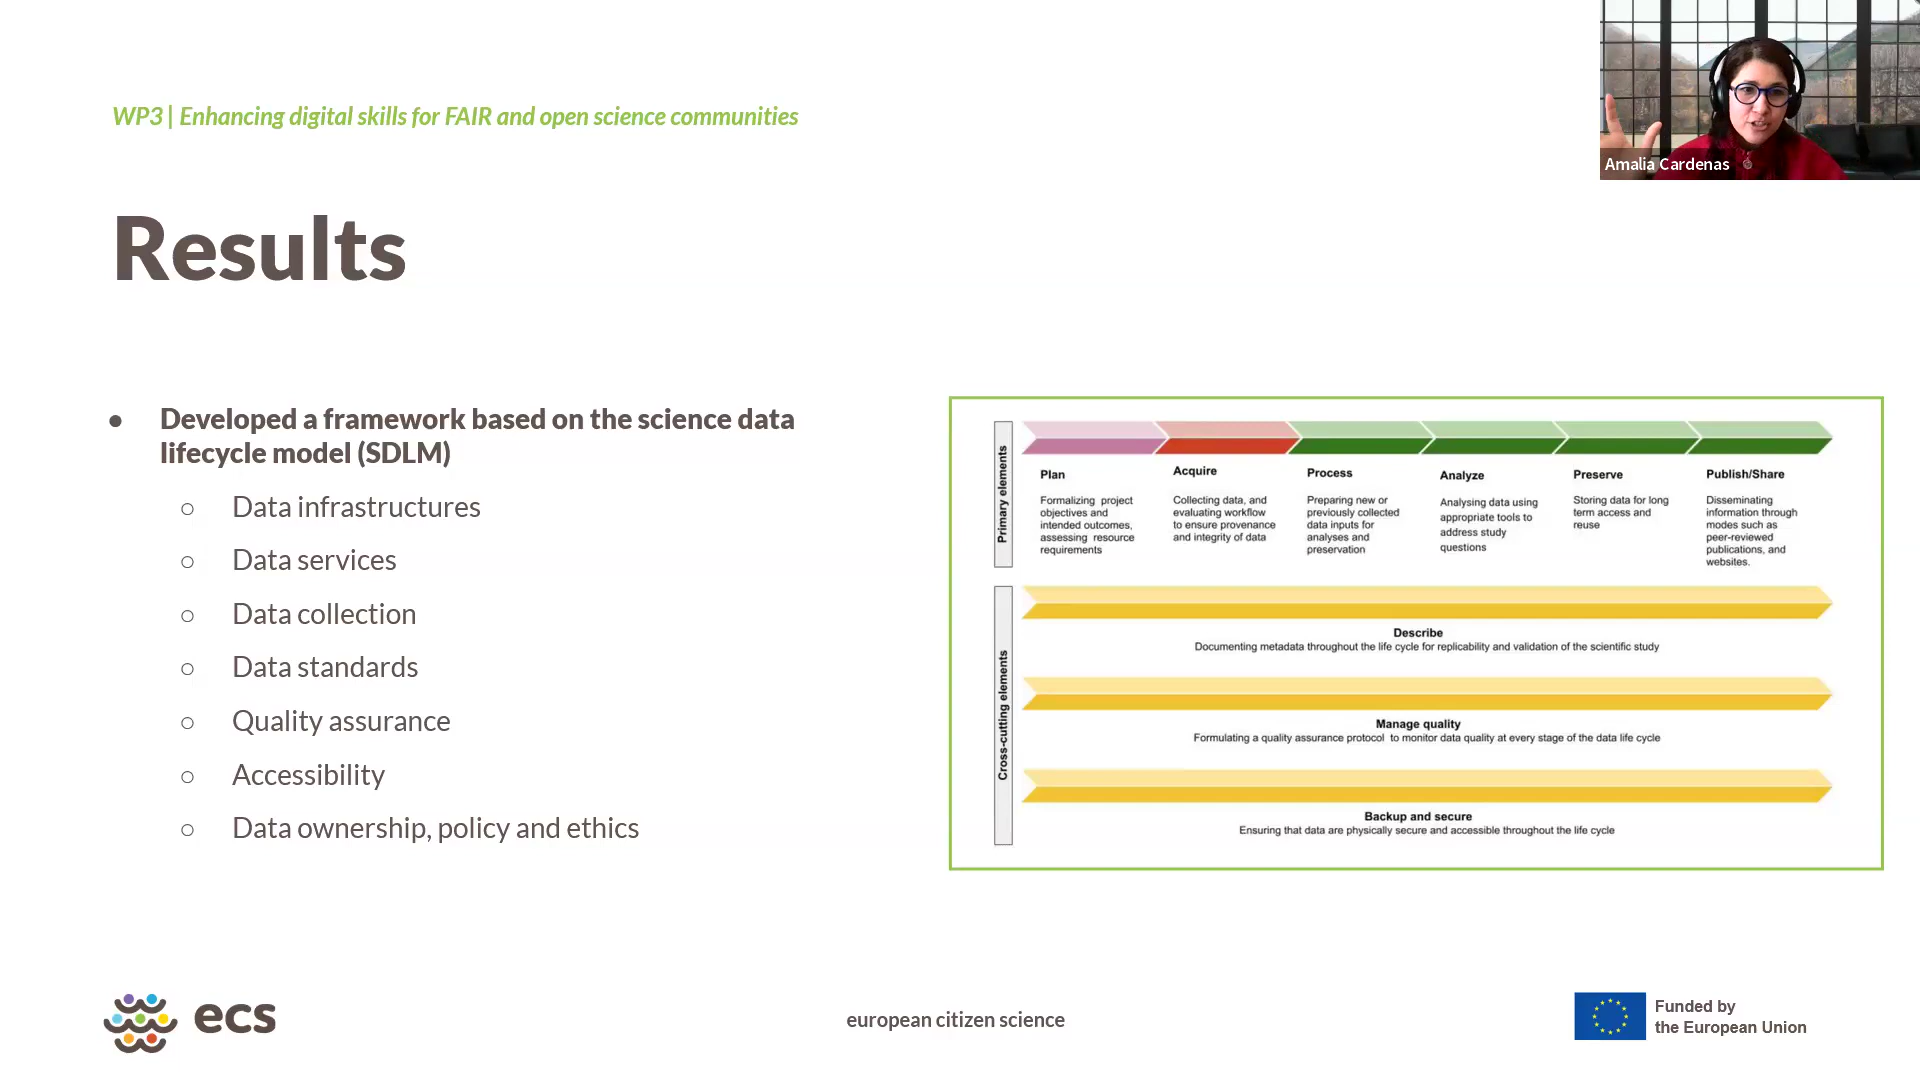 WP3 | Enhancing digital skills for FAIR and open science communities
Amalia Cardenas
Results
● Developed a framework based on the science data
lifecycle model (SDLM)
○ Data infrastructures
○ Data services
○ Data collection
○ Data standards
○ Quality assurance
○ Accessibility
○ Data ownership, policy and ethics
Primary elements
Plan
Formalizing project
objectives and
intended outcomes,
assessing resource
requirements
Acquire
Collecting data, and
evaluating workflow
to ensure provenance
and integrity of data
Process
Preparing new or
previously collected
data inputs for
analyses and
preservation
Analyze
Analysing data using
appropriate tools to
address study
questions
Preserve
Storing data for long
term access and
reuse
Publish/Share
Disseminating
information through
modes such as
peer-reviewed
publications, and
websites.
Cross-cutting elements
Describe
Documenting metadata throughout the life cycle for replicability and validation of the scientific study
Manage quality
Formulating a quality assurance protocol to monitor data quality at every stage of the data life cycle
Backup and secure
Ensuring that data are physically secure and accessible throughout the life cycle
ecs
european citizen science
Funded by
the European Union